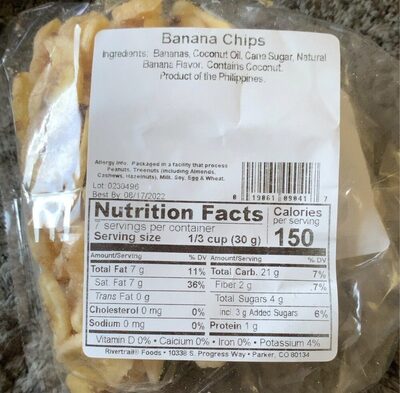 Banana Chips
Ingredients: Bananas, Coconut Oil, Cane Sugar, Natural
Banana Flavor. Contains Coconut.
Product of the Philippines.
Allergy Info: Packaged in a facility that process
Peanuts, Treenuts (including Almonds,
Cashews, Hazelnuts), Milk, Soy, Egg & Wheat.
Lot: 0230496
Best By: 08/17/2022
0 19061 09041 7
Nutrition Facts
7 servings per container
Serving size 1/3 cup (30 g)
Calories
per serving
150
Amount/Serving % DV Amount/Serving % DV
Total Fat 7 g 11% Total Carb. 21 g 7%
Sat. Fat 7 g 36% Fiber 2 g .7%
Trans Fat 0 g Total Sugars 4 g
Cholesterol 0 mg 0% Incl. 3 g Added Sugars 6%
Sodium 0 mg 0% Protein 1 g
Vitamin D 0% • Calcium 0% • Iron 0% • Potassium 4%
Rivertrail® Foods • 10338 S. Progress Way • Parker, CO 80134